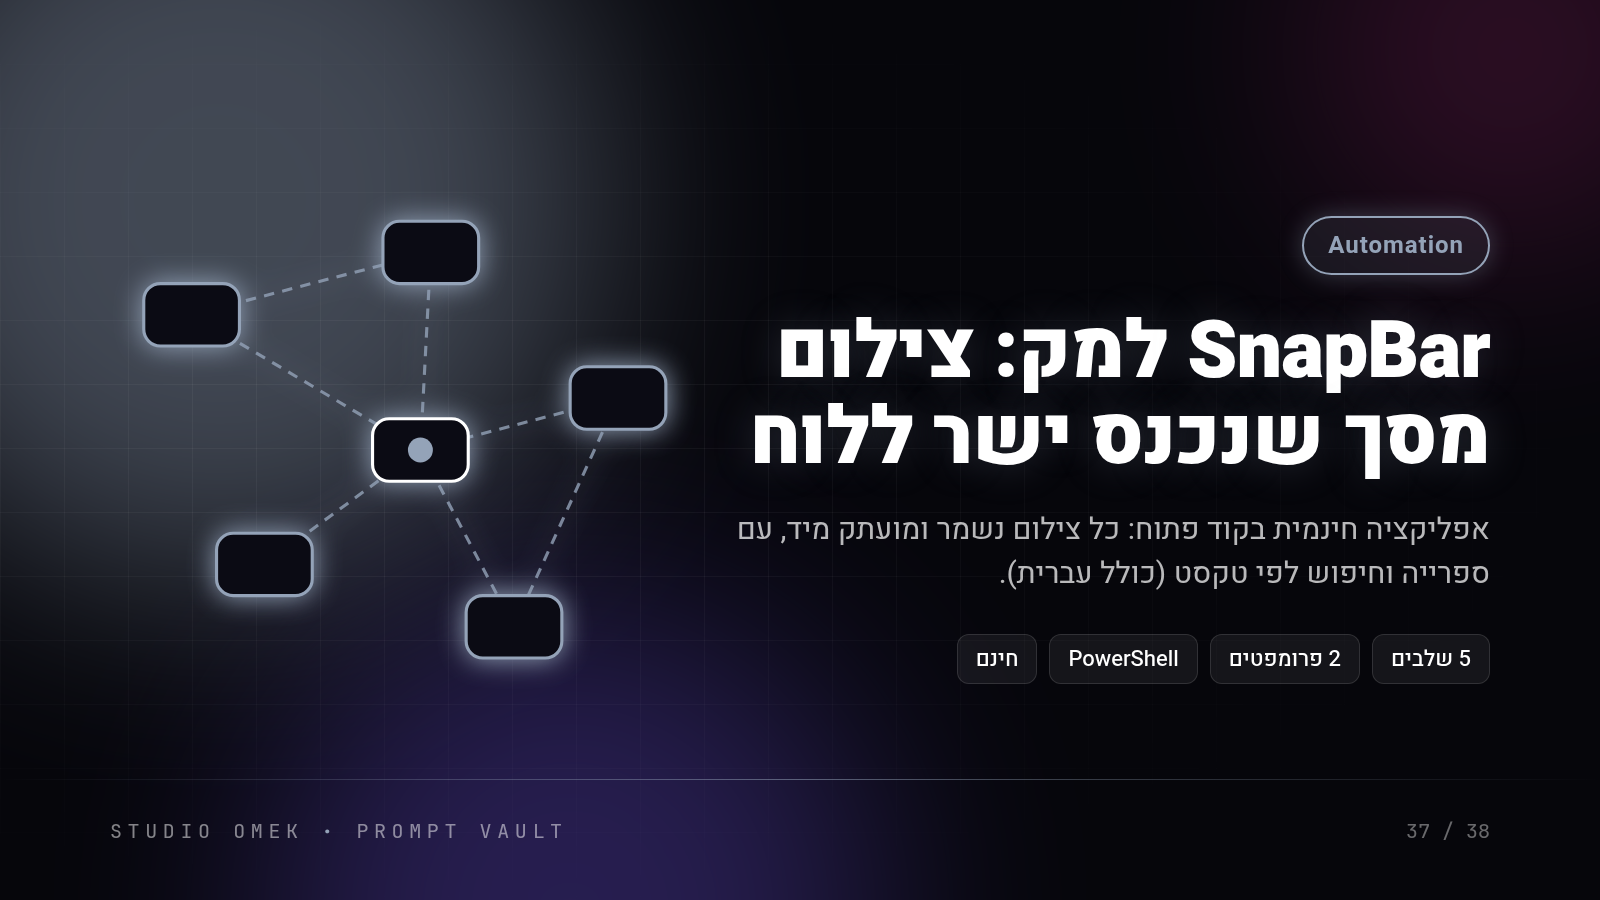 Automation
SnapBar למק: צילום
מסך שנכנס ישר ללוח
אפליקציה חינמית בקוד פתוח: כל צילום נשמר ומועתק מיד, עם
ספרייה וחיפוש לפי טקסט (כולל עברית).
5 שלבים
2 פרומפטים
PowerShell
חינם
STUDIO OMEK · PROMPT VAULT
37 / 38